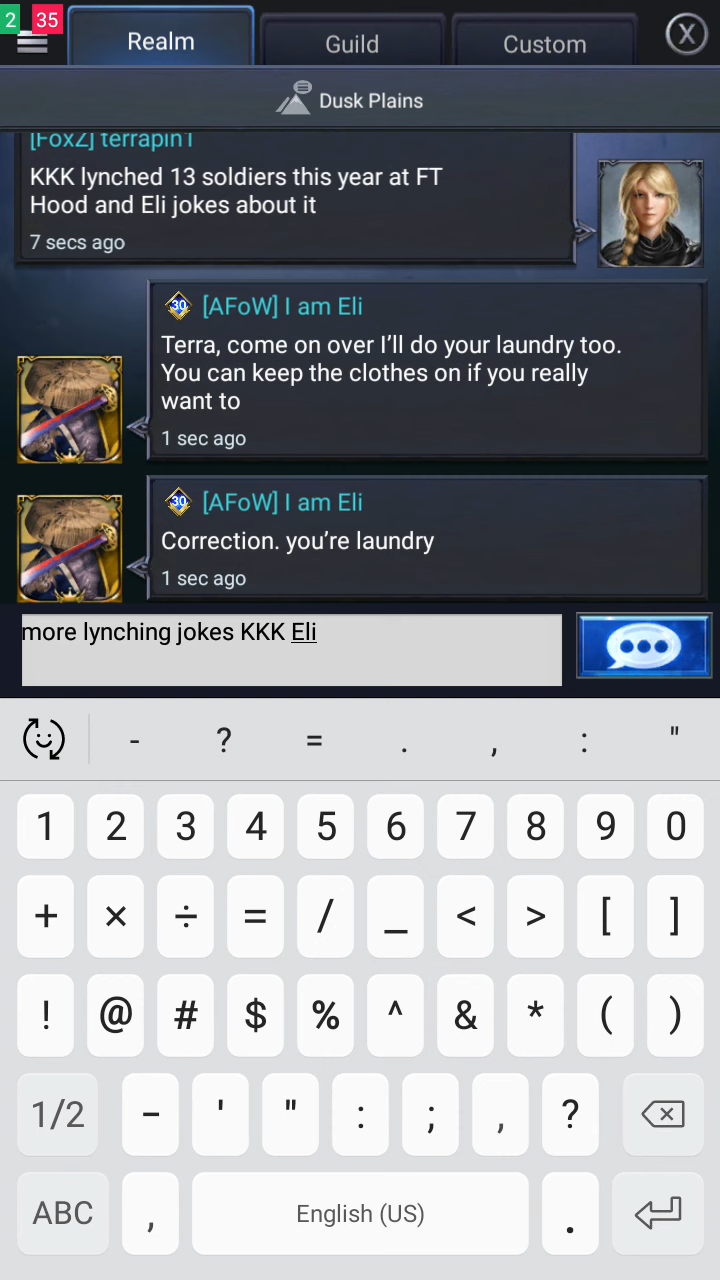 2 35
Realm
Guild
Custom
X
Dusk Plains
[FoxZ] terrapin1
KKK lynched 13 soldiers this year at FT
Hood and Eli jokes about it
7 secs ago
30 [AFoW] I am Eli
Terra, come on over I’ll do your laundry too.
You can keep the clothes on if you really
want to
1 sec ago
30 [AFoW] I am Eli
Correction. you’re laundry
1 sec ago
more lynching jokes KKK Eli
- ? = . , : "
1 2 3 4 5 6 7 8 9 0
+ × ÷ = / _ < > [ ]
! @ # $ % ^ & * ( )
1/2 - ' " : ; , ?
ABC , English (US) .